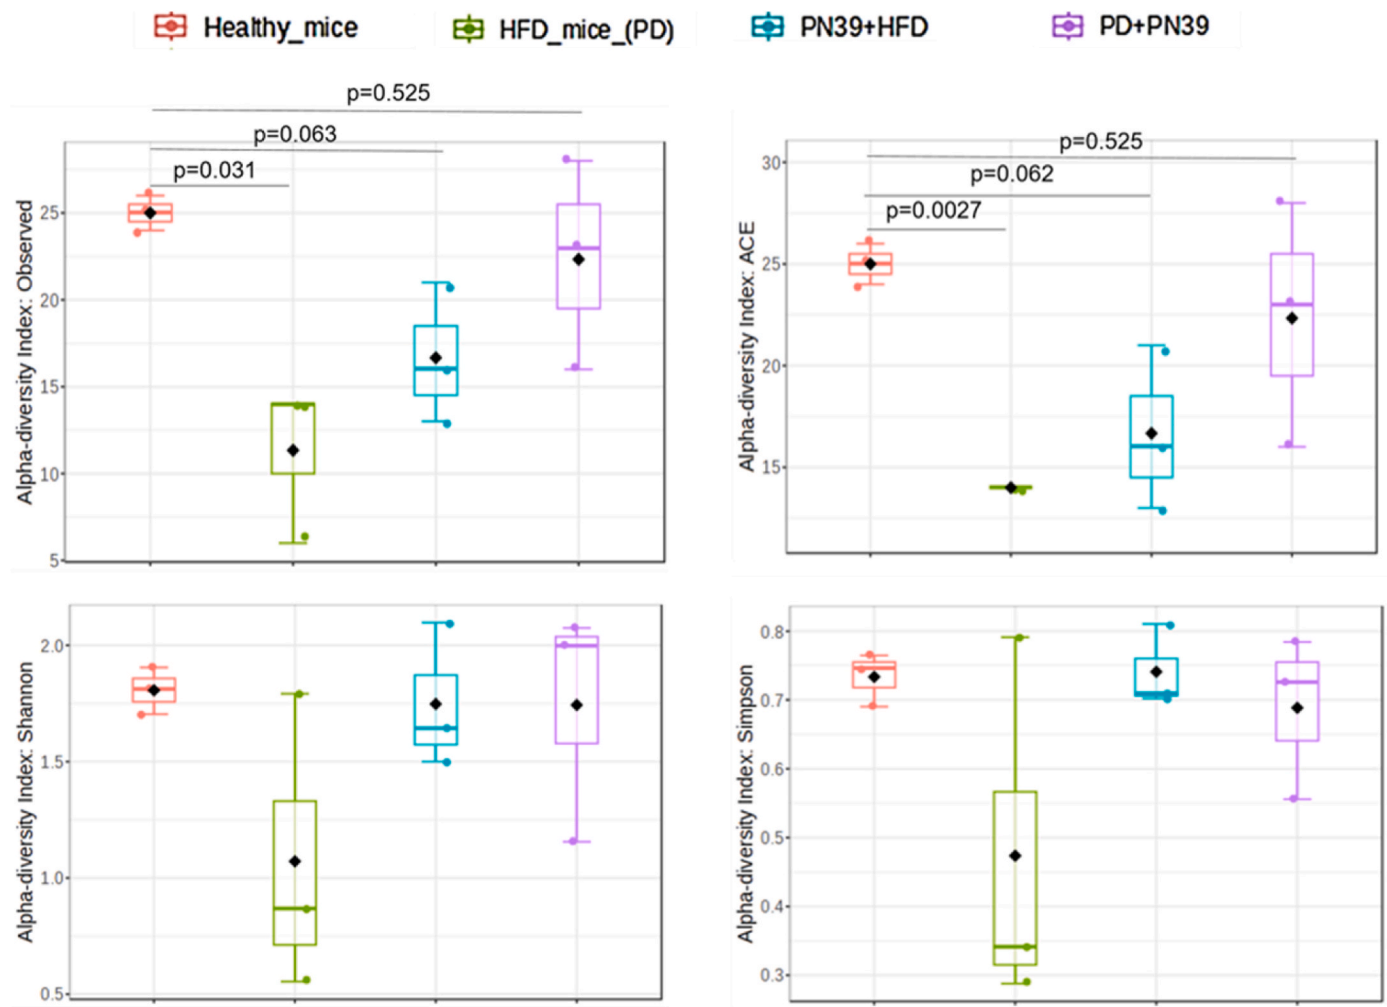 Healthy_mice
HFD_mice_(PD)
PN39+HFD
PD+PN39
p=0.525
p=0.063
p=0.031
Alpha-diversity Index: Observed
25
20
15
10
5
p=0.525
p=0.062
p=0.0027
Alpha-diversity Index: ACE
30
25
20
15
Alpha-diversity Index: Shannon
2.0
1.5
1.0
0.5
Alpha-diversity Index: Simpson
0.8
0.7
0.6
0.5
0.4
0.3